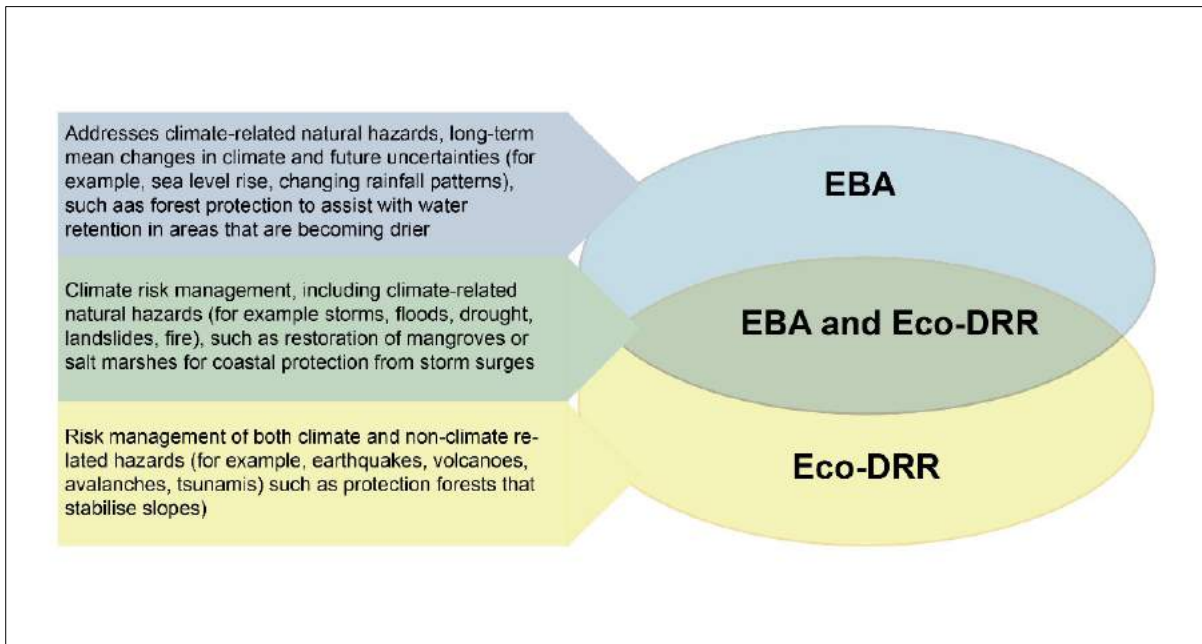 Addresses climate-related natural hazards, long-term
mean changes in climate and future uncertainties (for
example, sea level rise, changing rainfall patterns),
such aas forest protection to assist with water
retention in areas that are becoming drier
EBA
Climate risk management, including climate-related
natural hazards (for example storms, floods, drought,
landslides, fire), such as restoration of mangroves or
salt marshes for coastal protection from storm surges
EBA and Eco-DRR
Risk management of both climate and non-climate re-
lated hazards (for example, earthquakes, volcanoes,
avalanches, tsunamis) such as protection forests that
stabilise slopes)
Eco-DRR